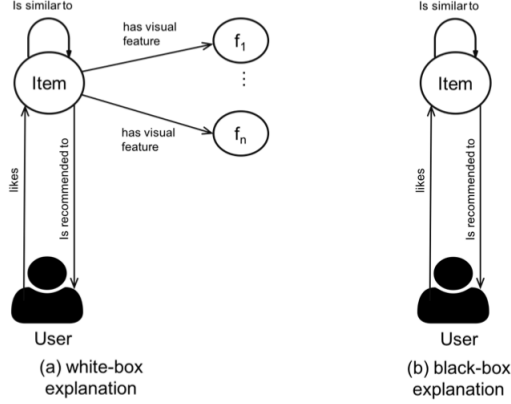 Is similar to
has visual
feature
f1
Item
⋮
has visual
feature
fn
likes
Is recommended to
User
(a) white-box
explanation
Is similar to
Item
likes
Is recommended to
User
(b) black-box
explanation